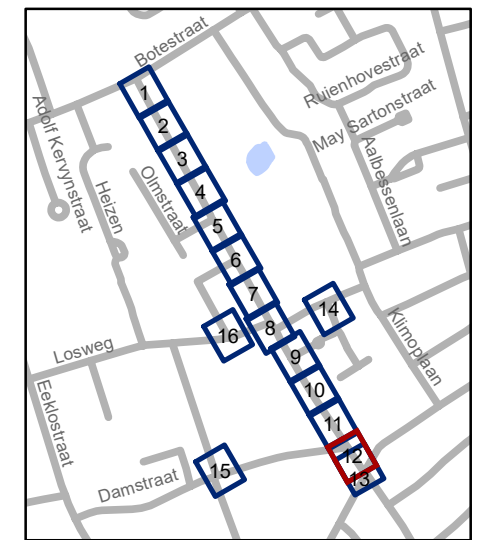 Botestraat
Ruienhovestraat
May Sartonstraat
Adolf Kervynstraat
Heizen
Olmstraat
Aalbessenlaan
1
2
3
4
5
6
7
8
14
16
9
Losweg
Klimoplaan
10
Eeklostraat
11
12
15
13
Damstraat